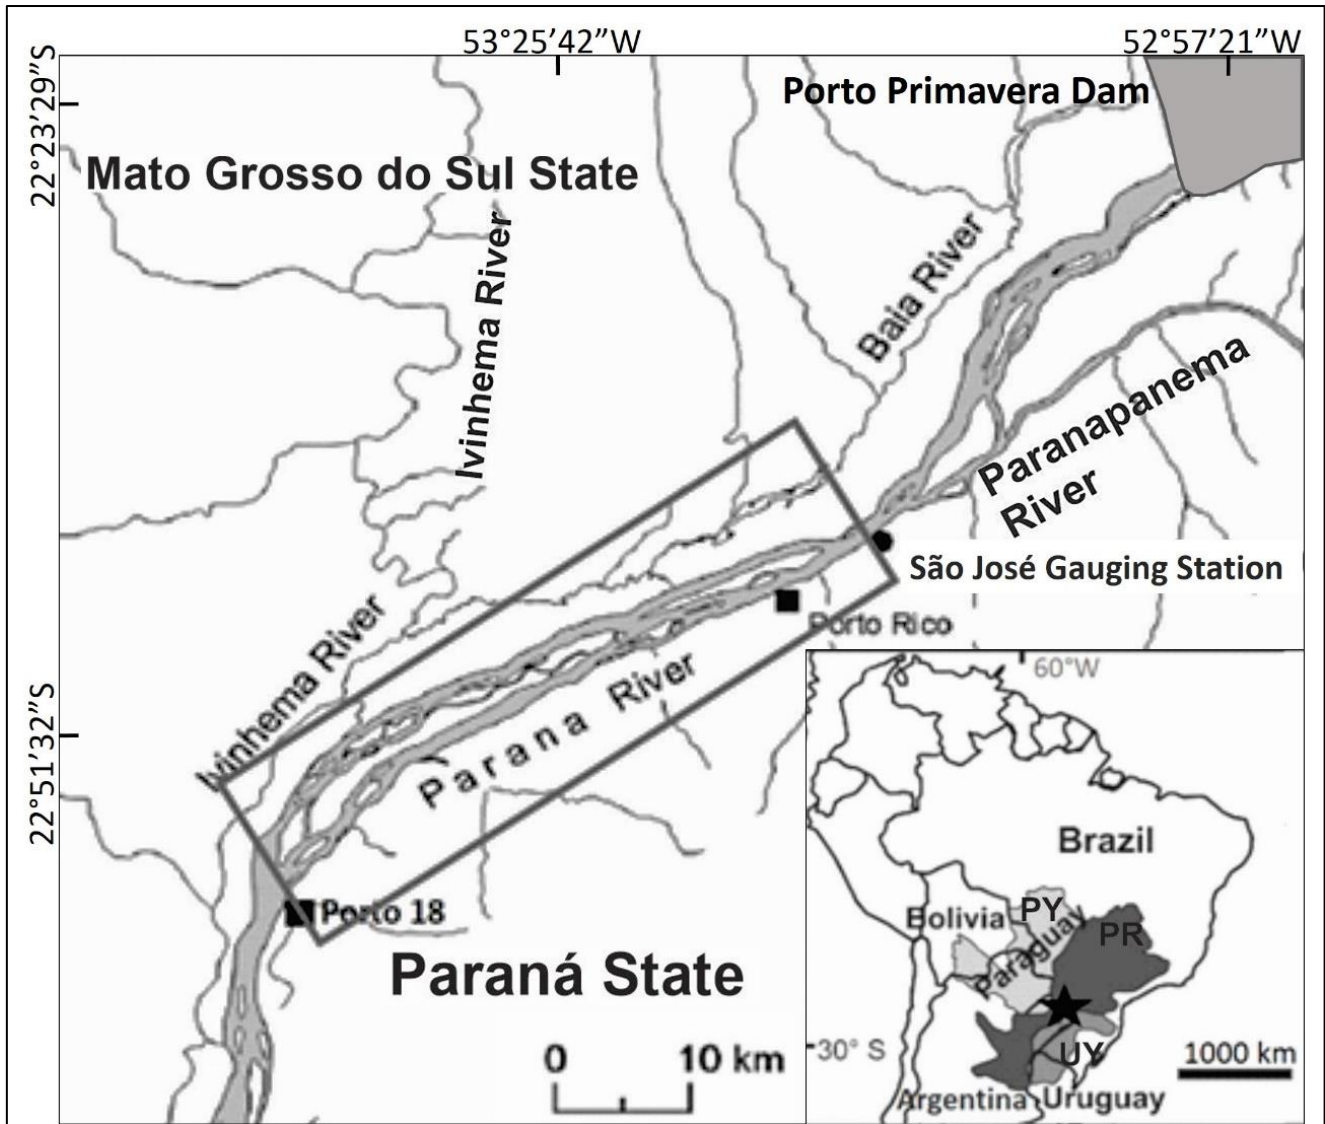 53°25'42"W
52°57'21"W
22°23'29"S
Porto Primavera Dam
Mato Grosso do Sul State
Ivinhema River
Baia River
Paranapanema
River
São José Gauging Station
Porto Rico
Ivinhema River
Parana River
22°51'32"S
Porto 18
Paraná State
0 10 km
60°W
Brazil
Bolivia
PY
Paraguay
PR
30° S
UY
1000 km
Argentina
Uruguay